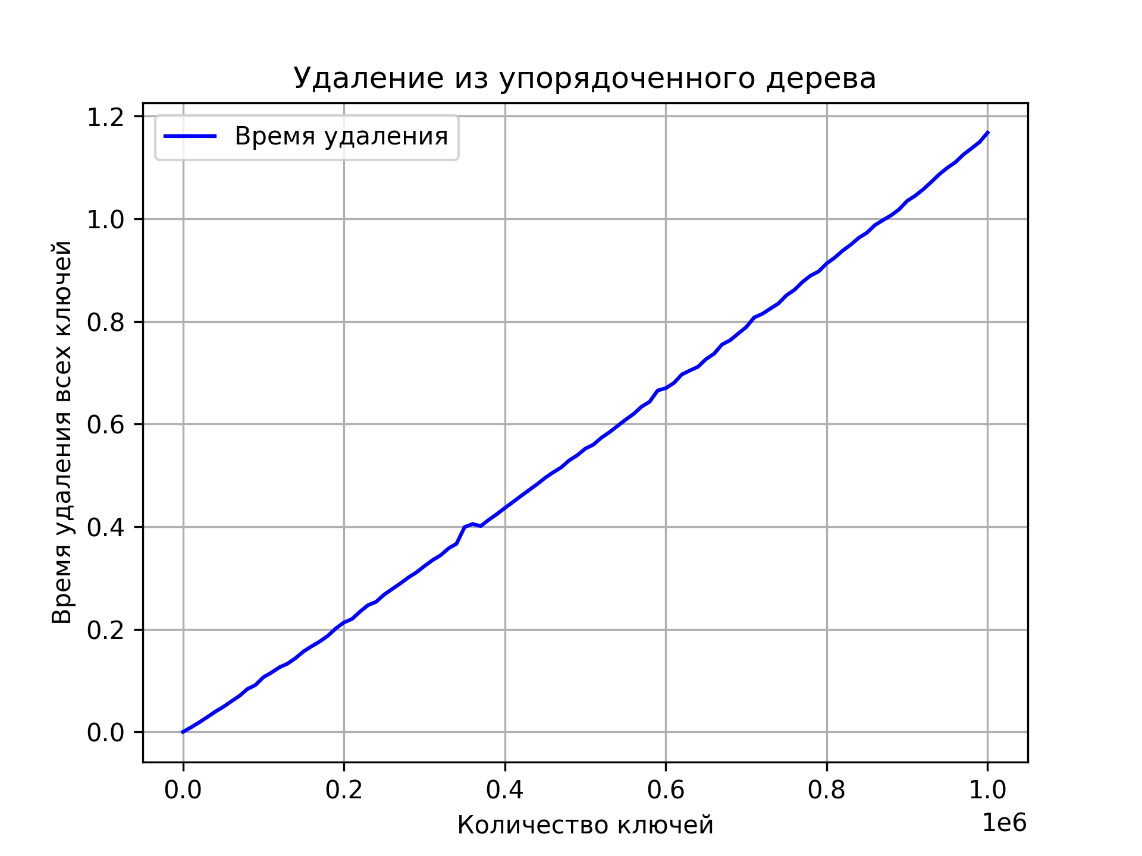 Удаление из упорядоченного дерева
Время удаления
Время удаления всех ключей
1.2
1.0
0.8
0.6
0.4
0.2
0.0
0.0 0.2 0.4 0.6 0.8 1.0
1e6
Количество ключей